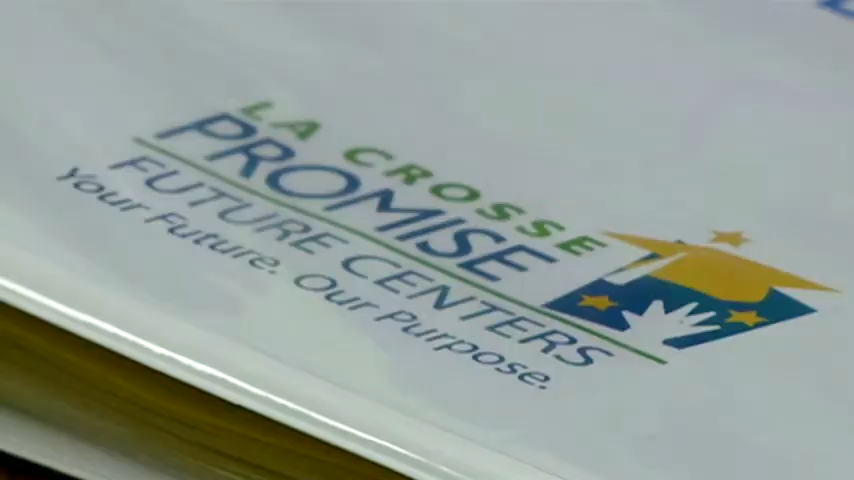 LA CROSSE
PROMISE
FUTURE CENTERS
Your Future. Our Purpose.